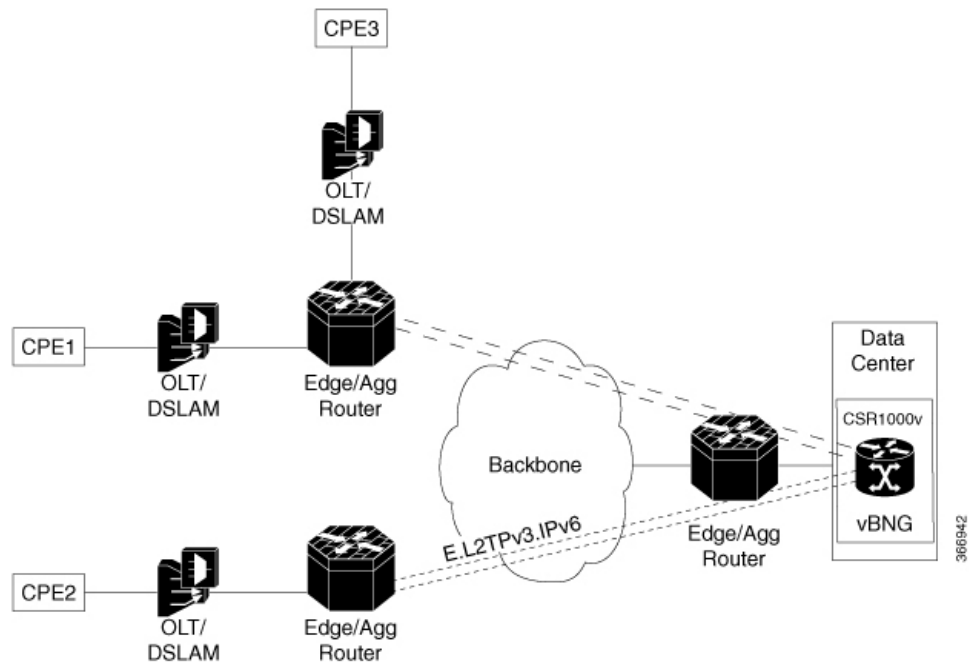 CPE3
OLT/
DSLAM
CPE1
OLT/
DSLAM
Edge/Agg
Router
Data
Center
CSR1000v
vBNG
Backbone
Edge/Agg
Router
E.L2TPv3.IPv6
CPE2
OLT/
DSLAM
Edge/Agg
Router
366942